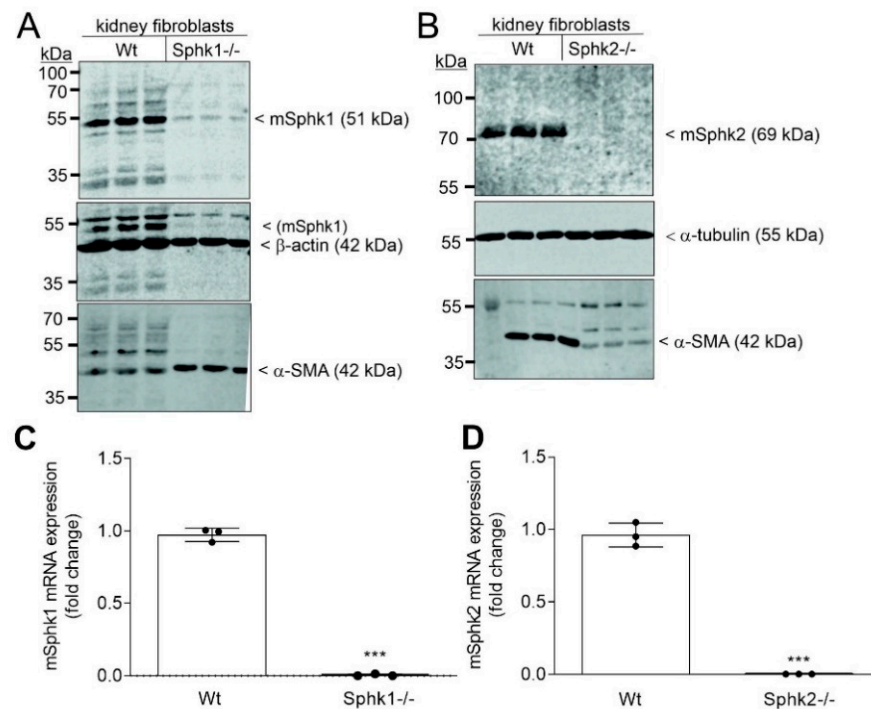 A
kidney fibroblasts
kDa
Wt
Sphk1-/-
100
70
55
35
< mSphk1 (51 kDa)
55
35
< (mSphk1)
< β-actin (42 kDa)
70
55
35
< α-SMA (42 kDa)
B
kidney fibroblasts
kDa
Wt
Sphk2-/-
100
70
55
< mSphk2 (69 kDa)
55
< α-tubulin (55 kDa)
55
35
< α-SMA (42 kDa)
C
mSphk1 mRNA expression
(fold change)
1.5
1.0
0.5
0.0
***
Wt
Sphk1-/-
D
mSphk2 mRNA expression
(fold change)
1.5
1.0
0.5
0.0
***
Wt
Sphk2-/-